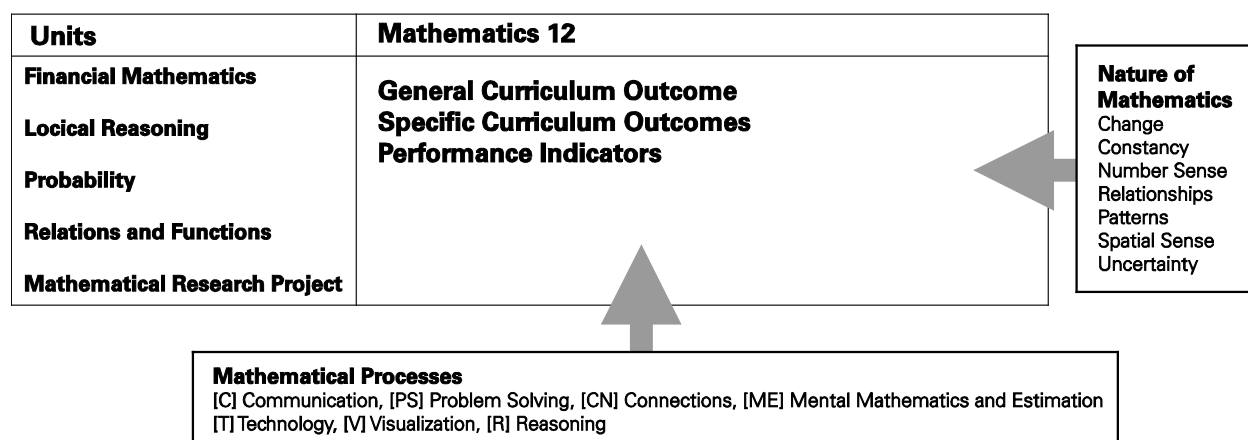 Units
Mathematics 12
Financial Mathematics
Locical Reasoning
Probability
Relations and Functions
Mathematical Research Project
General Curriculum Outcome
Specific Curriculum Outcomes
Performance Indicators
Nature of
Mathematics
Change
Constancy
Number Sense
Relationships
Patterns
Spatial Sense
Uncertainty
Mathematical Processes
[C] Communication, [PS] Problem Solving, [CN] Connections, [ME] Mental Mathematics and Estimation
[T] Technology, [V] Visualization, [R] Reasoning